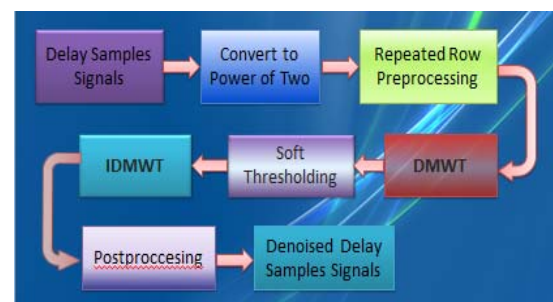 Delay Samples
Signals
Convert to
Power of Two
Repeated Row
Preprocessing
DMWT
Soft
Thresholding
IDMWT
Postproccesing
Denoised Delay
Samples Signals